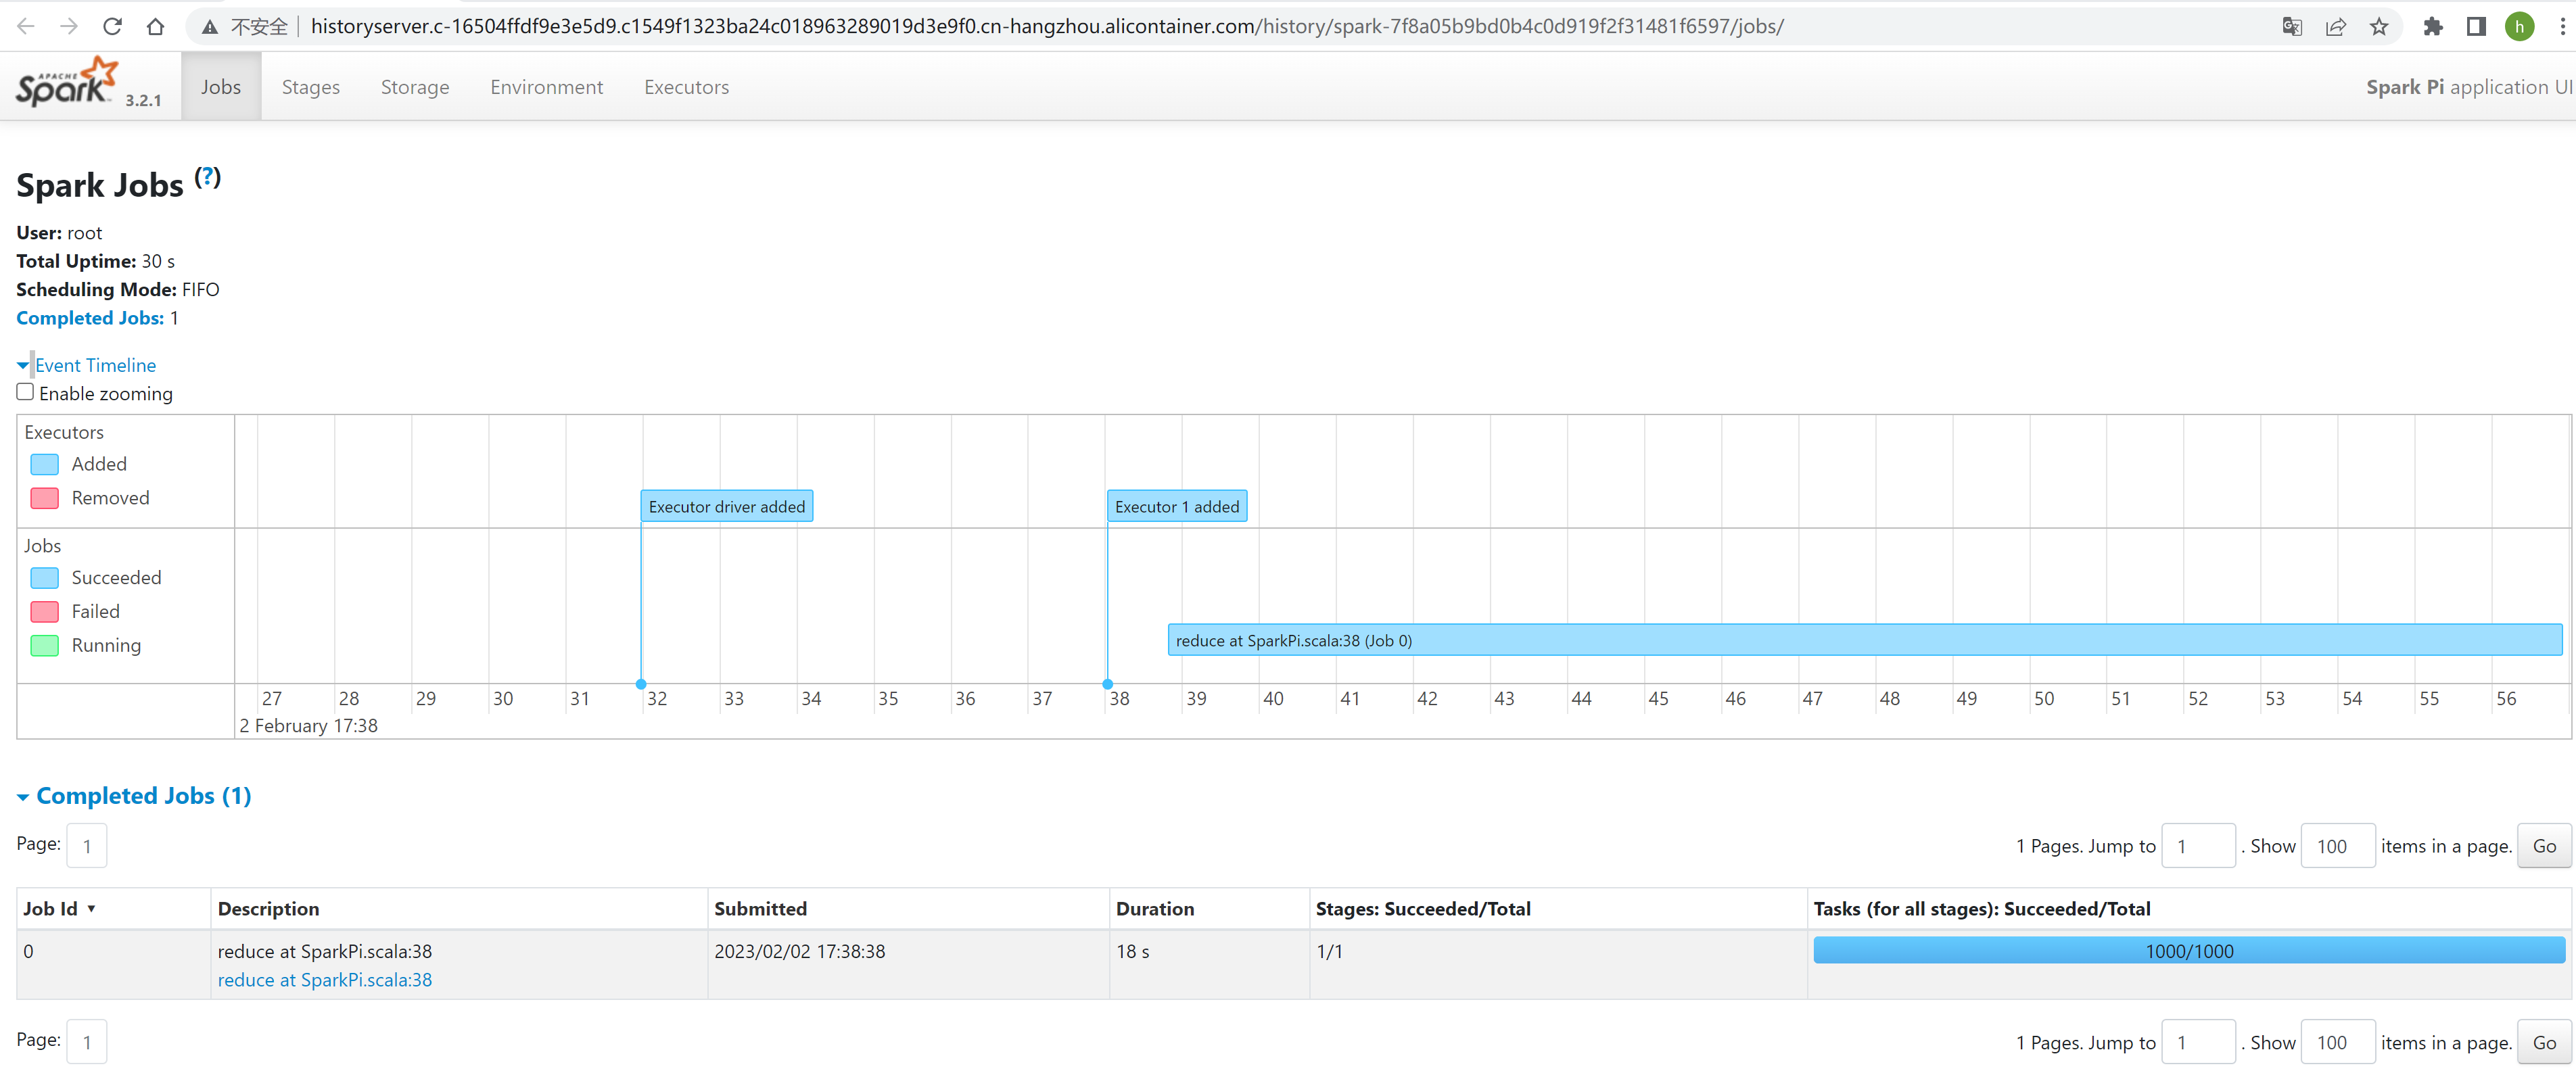 不安全 historyserver.c-16504ffdf9e3e5d9.c1549f1323ba24c018963289019d3e9f0.cn-hangzhou.alicontainer.com/history/spark-7f8a05b9bd0b4c0d919f2f31481f6597/jobs/ h
APACHE Spark 3.2.1 Jobs Stages Storage Environment Executors Spark Pi application UI
Spark Jobs (?)
User: root
Total Uptime: 30 s
Scheduling Mode: FIFO
Completed Jobs: 1
Event Timeline
Enable zooming
Executors
Added
Removed
Executor driver added Executor 1 added
Jobs
Succeeded
Failed
Running
reduce at SparkPi.scala:38 (Job 0)
27 28 29 30 31 32 33 34 35 36 37 38 39 40 41 42 43 44 45 46 47 48 49 50 51 52 53 54 55 56
2 February 17:38
Completed Jobs (1)
Page: 1 1 Pages. Jump to 1 . Show 100 items in a page. Go
Job Id ▾ Description Submitted Duration Stages: Succeeded/Total Tasks (for all stages): Succeeded/Total
0 reduce at SparkPi.scala:38 2023/02/02 17:38:38 18 s 1/1 1000/1000
reduce at SparkPi.scala:38
Page: 1 1 Pages. Jump to 1 . Show 100 items in a page. Go